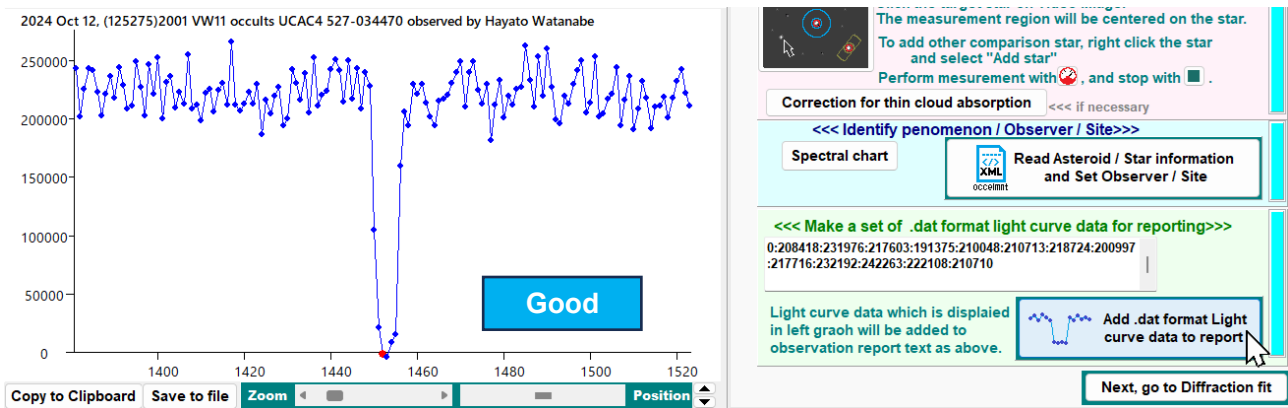 2024 Oct 12, (125275)2001 VW11 occults UCAC4 527-034470 observed by Hayato Watanabe
250000
200000
150000
100000
50000
0
1400
1420
1440
1460
1480
1500
1520
Good
Copy to Clipboard
Save to file
Zoom
Position
The measurement region will be centered on the star.
To add other comparison star, right click the star
and select "Add star"
Perform mesurement with , and stop with .
Correction for thin cloud absorption
<<< if necessary
<<< Identify penomenon / Observer / Site>>>
Spectral chart
</>
XML
occelmnt
Read Asteroid / Star information
and Set Observer / Site
<<< Make a set of .dat format light curve data for reporting>>>
0:208418:231976:217603:191375:210048:210713:218724:200997
:217716:232192:242263:222108:210710
Light curve data which is displaied
in left graoh will be added to
observation report text as above.
Add .dat format Light
curve data to report
Next, go to Diffraction fit